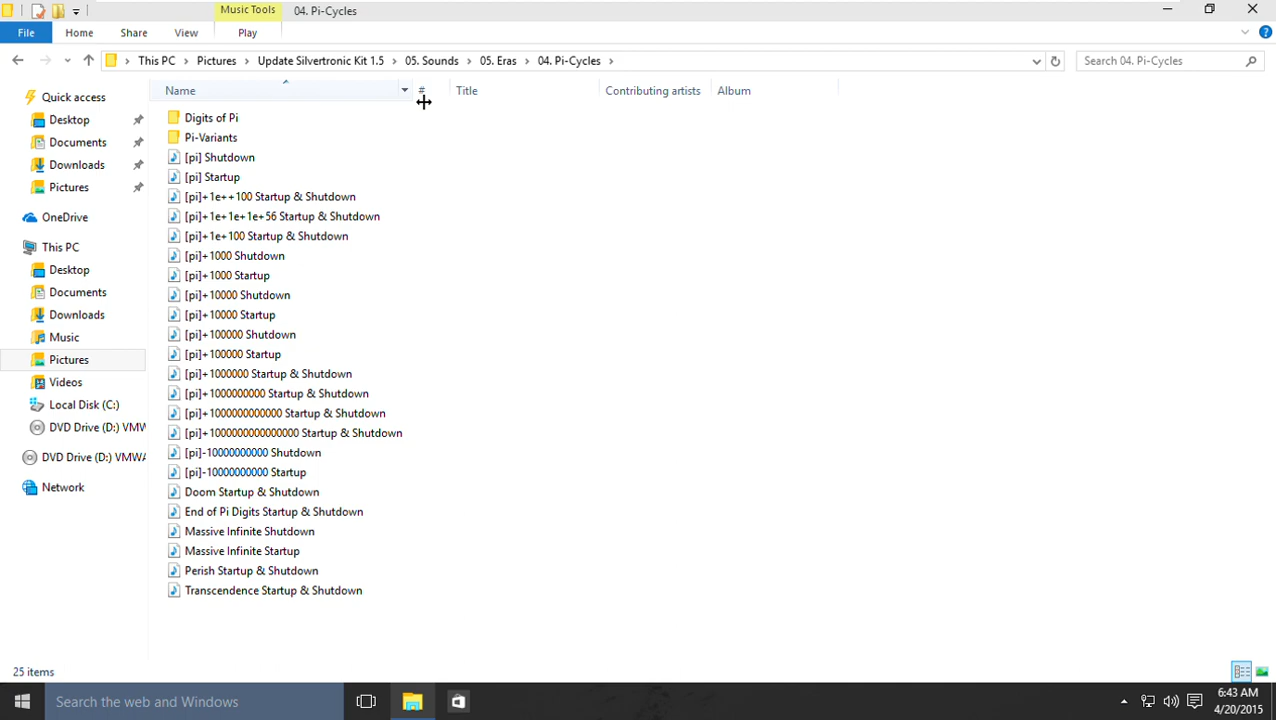 Music Tools
04. Pi-Cycles
File
Home
Share
View
Play
This PC
Pictures
Update Silvertronic Kit 1.5
05. Sounds
05. Eras
04. Pi-Cycles
Search 04. Pi-Cycles
Name
#
Title
Contributing artists
Album
Quick access
Desktop
Documents
Downloads
Pictures
OneDrive
This PC
Desktop
Documents
Downloads
Music
Pictures
Videos
Local Disk (C:)
DVD Drive (D:) VMW
DVD Drive (D:) VMWA
Network
Digits of Pi
Pi-Variants
[pi] Shutdown
[pi] Startup
[pi]+1e++100 Startup & Shutdown
[pi]+1e+1e+1e+56 Startup & Shutdown
[pi]+1e+100 Startup & Shutdown
[pi]+1000 Shutdown
[pi]+1000 Startup
[pi]+10000 Shutdown
[pi]+10000 Startup
[pi]+100000 Shutdown
[pi]+100000 Startup
[pi]+1000000 Startup & Shutdown
[pi]+1000000000 Startup & Shutdown
[pi]+1000000000000 Startup & Shutdown
[pi]+1000000000000000 Startup & Shutdown
[pi]-10000000000 Shutdown
[pi]-10000000000 Startup
Doom Startup & Shutdown
End of Pi Digits Startup & Shutdown
Massive Infinite Shutdown
Massive Infinite Startup
Perish Startup & Shutdown
Transcendence Startup & Shutdown
25 items
Search the web and Windows
6:43 AM
4/20/2015